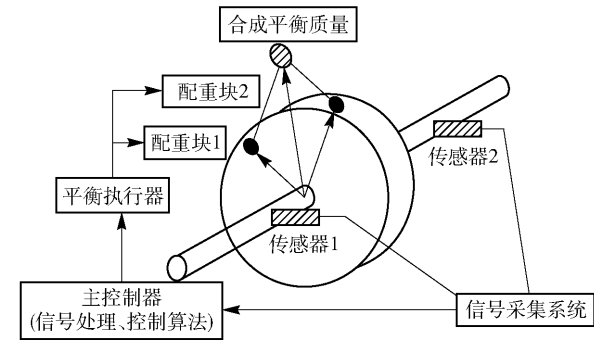 合成平衡质量
配重块2
配重块1
传感器2
平衡执行器
传感器1
主控制器
(信号处理、控制算法)
信号采集系统